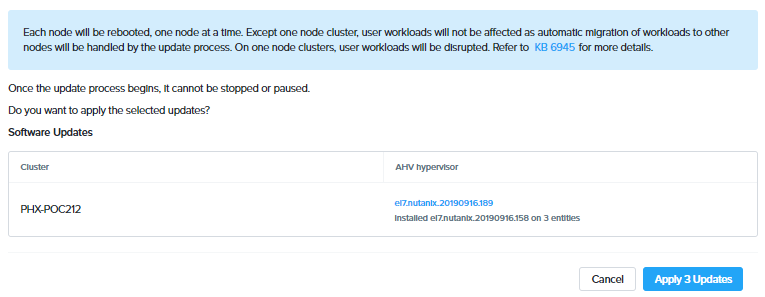 Each node will be rebooted, one node at a time. Except one node cluster, user workloads will not be affected as automatic migration of workloads to other
nodes will be handled by the update process. On one node clusters, user workloads will be disrupted. Refer to KB 6945 for more details.
Once the update process begins, it cannot be stopped or paused.
Do you want to apply the selected updates?
Software Updates
Cluster AHV hypervisor
PHX-POC212
el7.nutanix.20190916.189
Installed el7.nutanix.20190916.158 on 3 entities
Cancel Apply 3 Updates